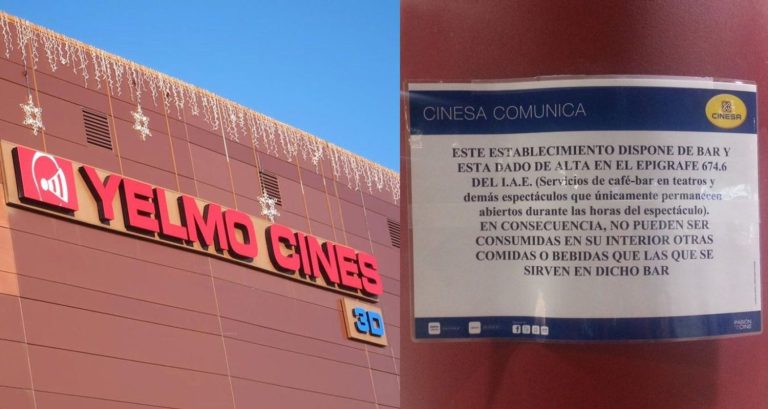 YELMO CINES
3D
CINESA COMUNICA
CINESA
ESTE ESTABLECIMIENTO DISPONE DE BAR Y
ESTA DADO DE ALTA EN EL EPIGRAFE 674.6
DEL I.A.E. (Servicios de café-bar en teatros y
demás espectáculos que únicamente permanecen
abiertos durante las horas del espectáculo).
EN CONSECUENCIA, NO PUEDEN SER
CONSUMIDAS EN SU INTERIOR OTRAS
COMIDAS O BEBIDAS QUE LAS QUE SE
SIRVEN EN DICHO BAR